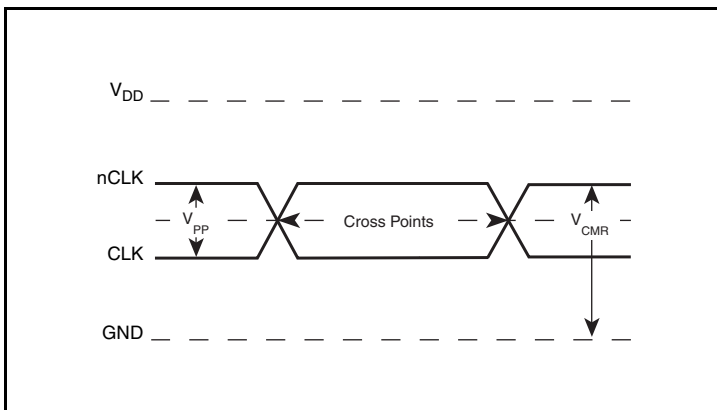 VDD
nCLK
VPP
Cross Points
VCMR
CLK
GND